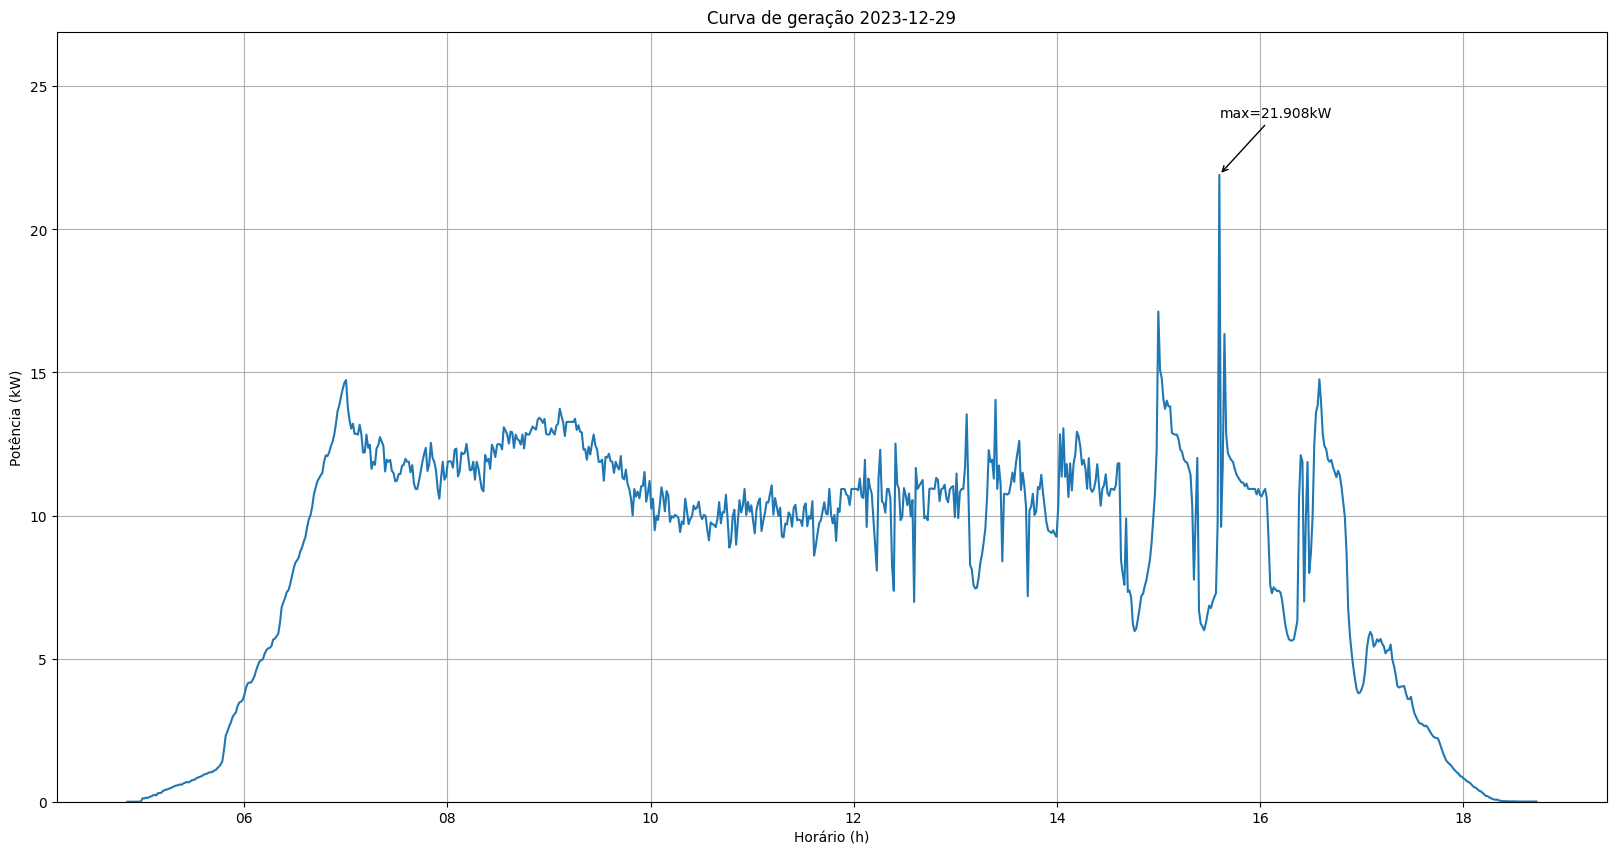 Curva de geração 2023-12-29
max=21.908kW
Potência (kW)
25
20
15
10
5
0
06 08 10 12 14 16 18
Horário (h)